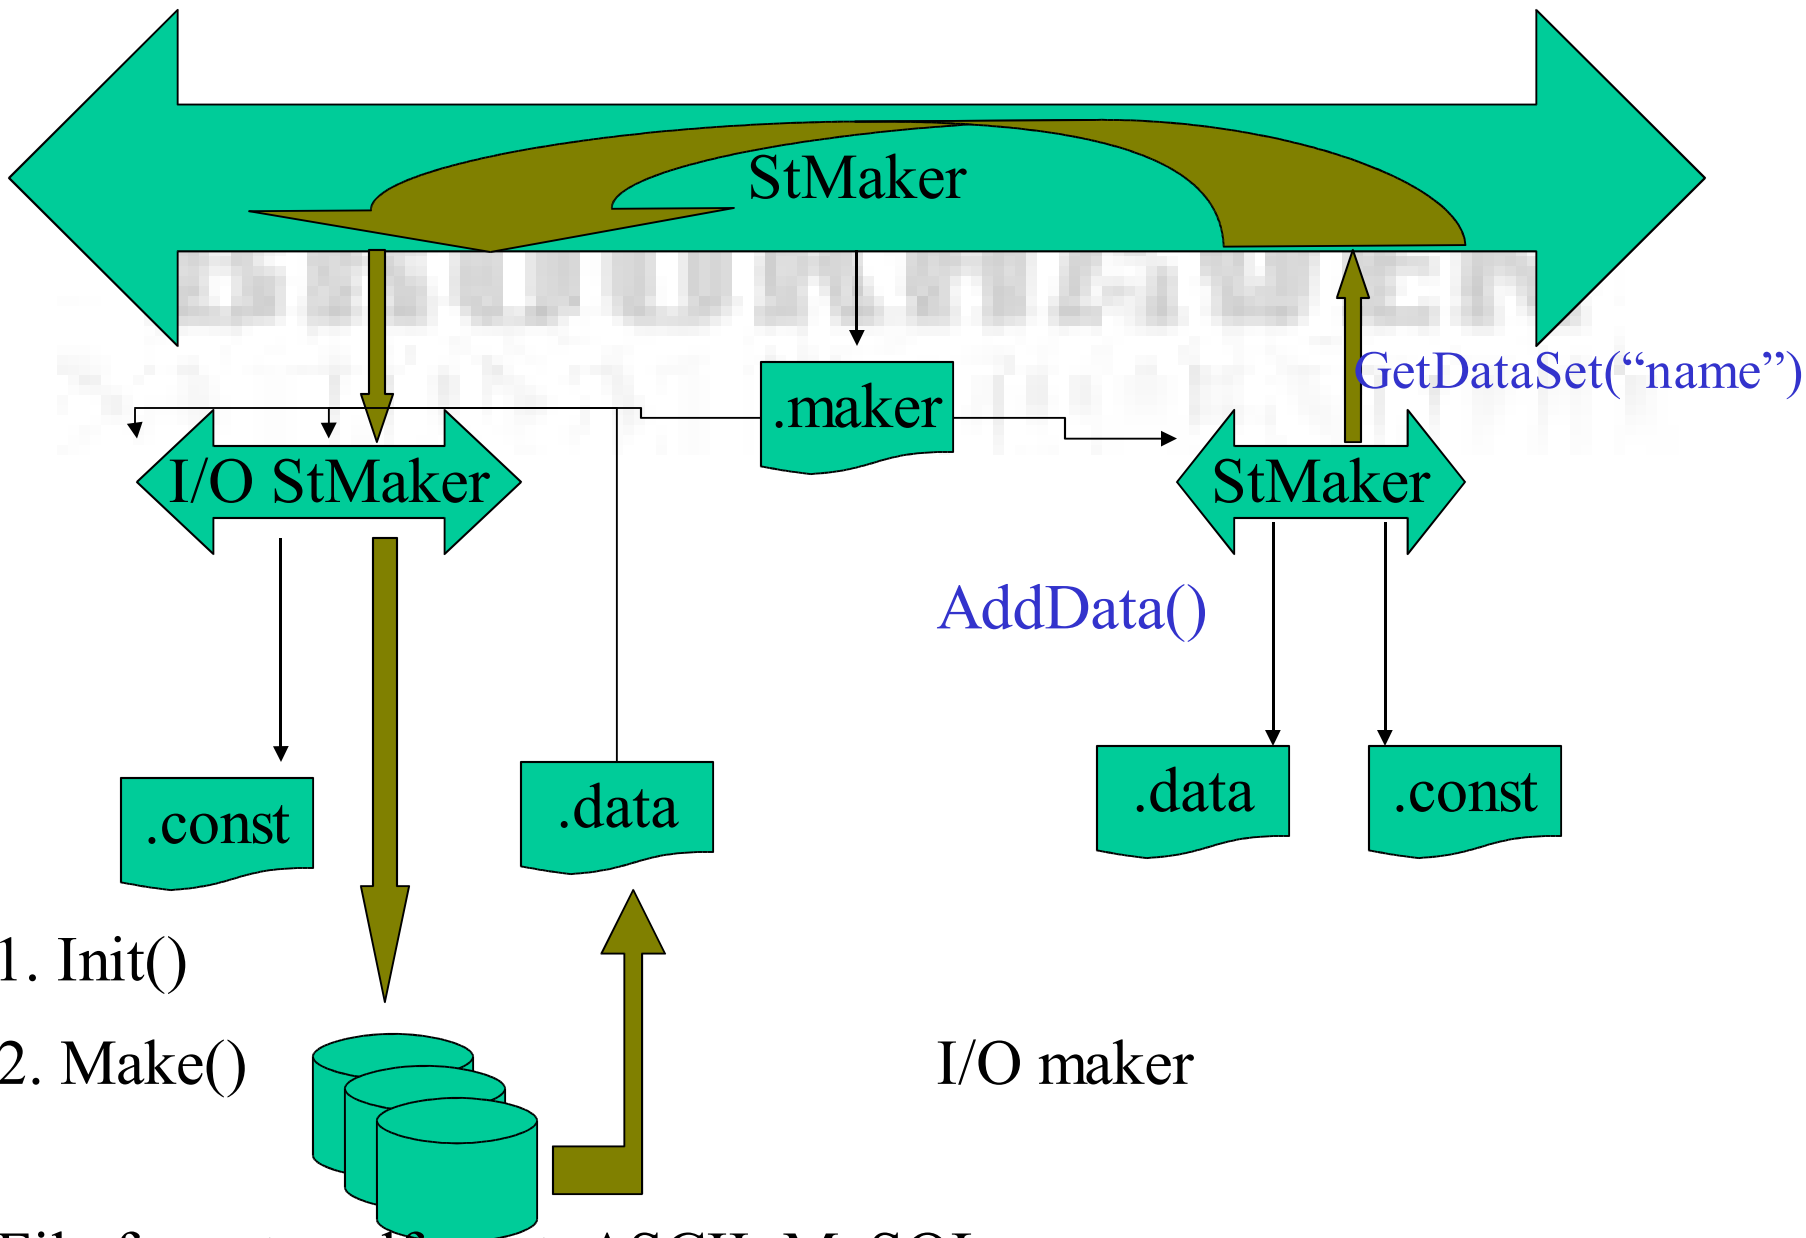 StMaker
GetDataSet(“name”)
.maker
I/O StMaker
StMaker
AddData()
.const
.data
.data
.const
1. Init()
2. Make()
I/O maker